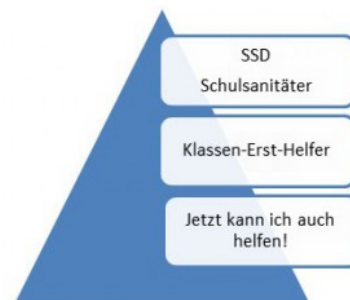 SSD
Schulsanitäter
Klassen-Erst-Helfer
Jetzt kann ich auch
helfen!